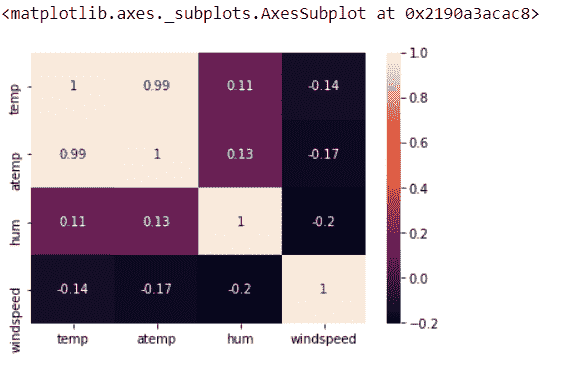 <matplotlib.axes._subplots.AxesSubplot at 0x2190a3acac8>
temp 1 0.99 0.11 -0.14
atemp 0.99 1 0.13 -0.17
hum 0.11 0.13 1 -0.2
windspeed -0.14 -0.17 -0.2 1
temp atemp hum windspeed
1.0
0.8
0.6
0.4
0.2
0.0
−0.2